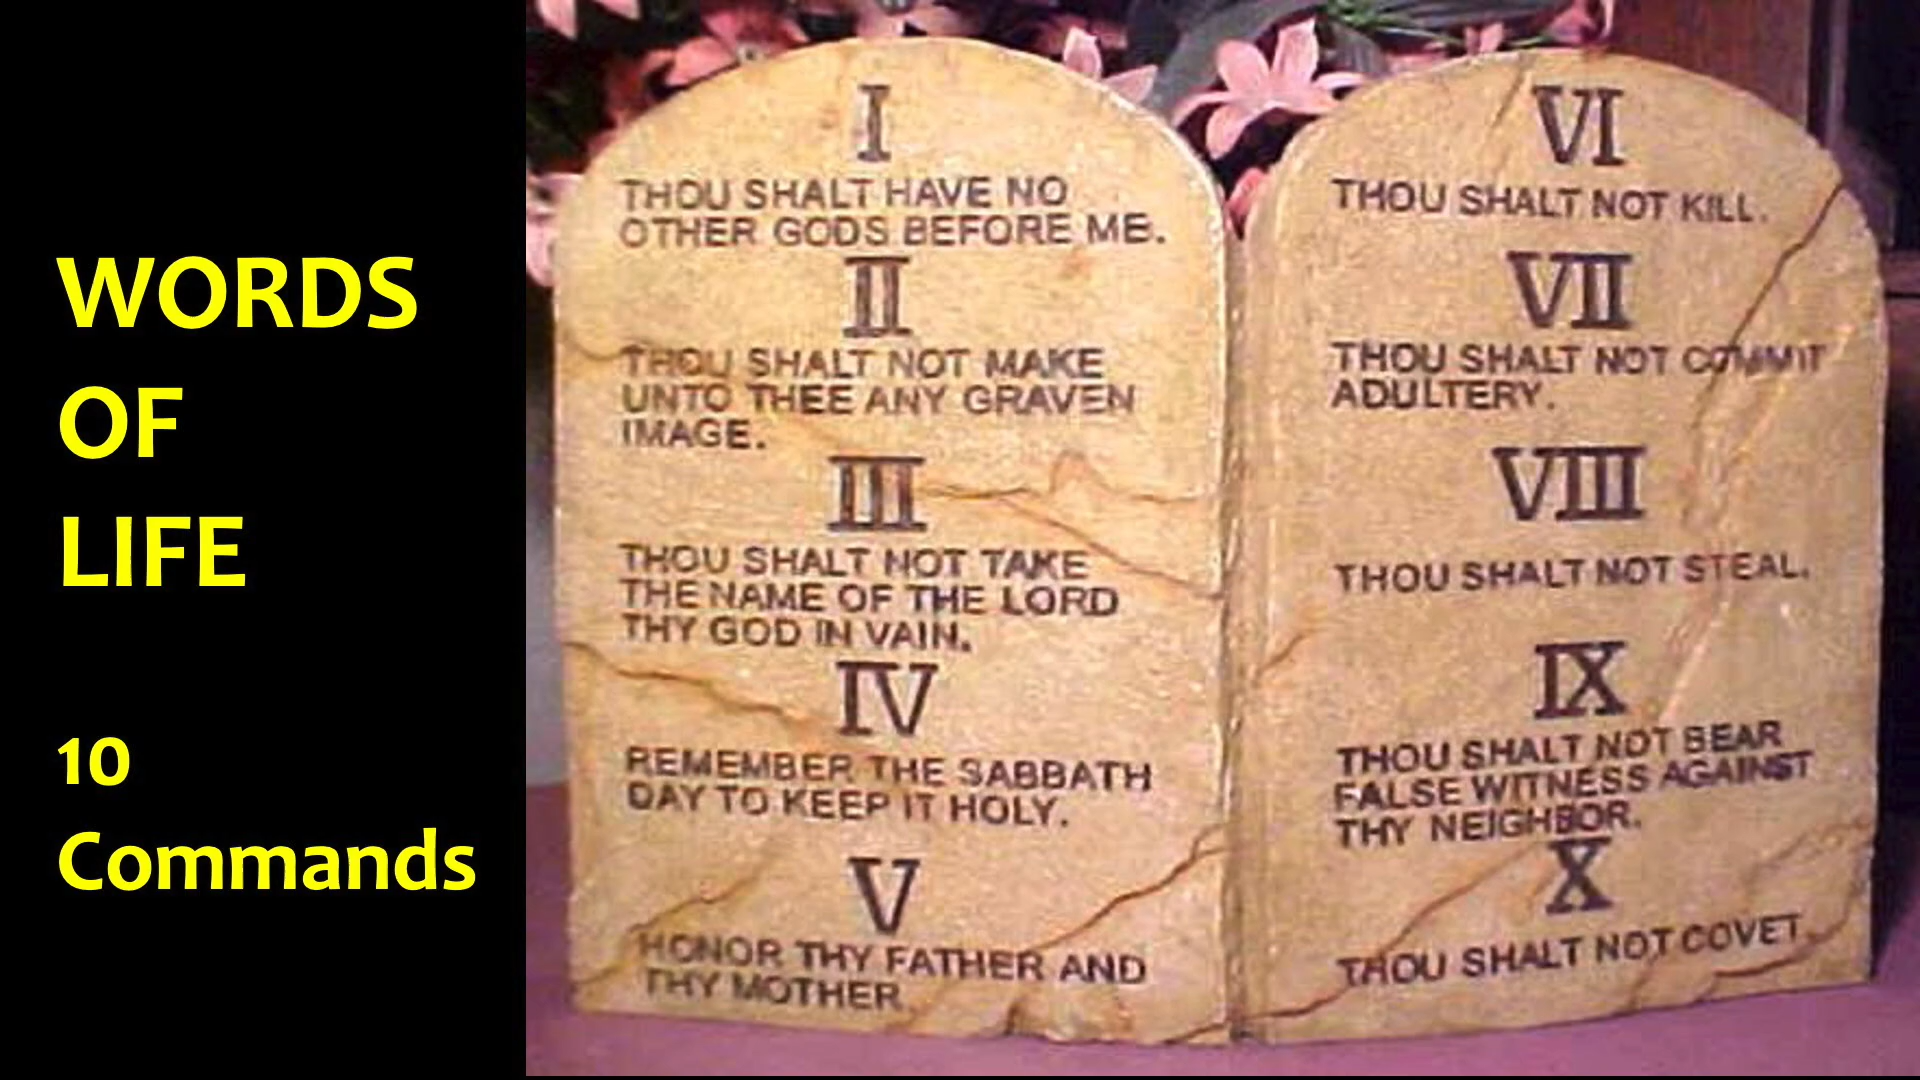 WORDS
OF
LIFE
10
Commands
I
THOU SHALT HAVE NO
OTHER GODS BEFORE ME.
II
THOU SHALT NOT MAKE
UNTO THEE ANY GRAVEN
IMAGE.
III
THOU SHALT NOT TAKE
THE NAME OF THE LORD
THY GOD IN VAIN.
IV
REMEMBER THE SABBATH
DAY TO KEEP IT HOLY.
V
HONOR THY FATHER AND
THY MOTHER.
VI
THOU SHALT NOT KILL.
VII
THOU SHALT NOT COMMIT
ADULTERY.
VIII
THOU SHALT NOT STEAL.
IX
THOU SHALT NOT BEAR
FALSE WITNESS AGAINST
THY NEIGHBOR.
X
THOU SHALT NOT COVET.